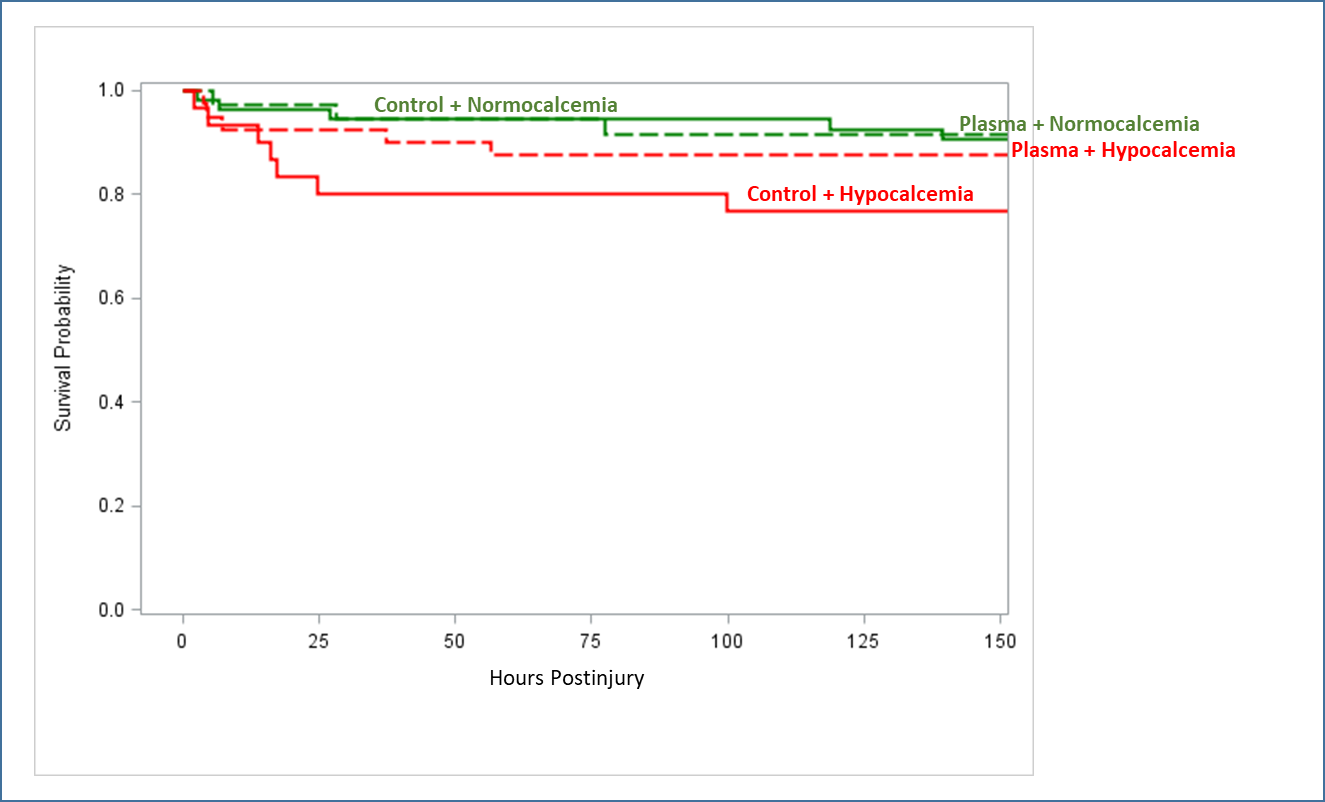 1.0
Control + Normocalcemia
Plasma + Normocalcemia
Plasma + Hypocalcemia
0.8
Control + Hypocalcemia
0.6
Survival Probability
0.4
0.2
0.0
0 25 50 75 100 125 150
Hours Postinjury